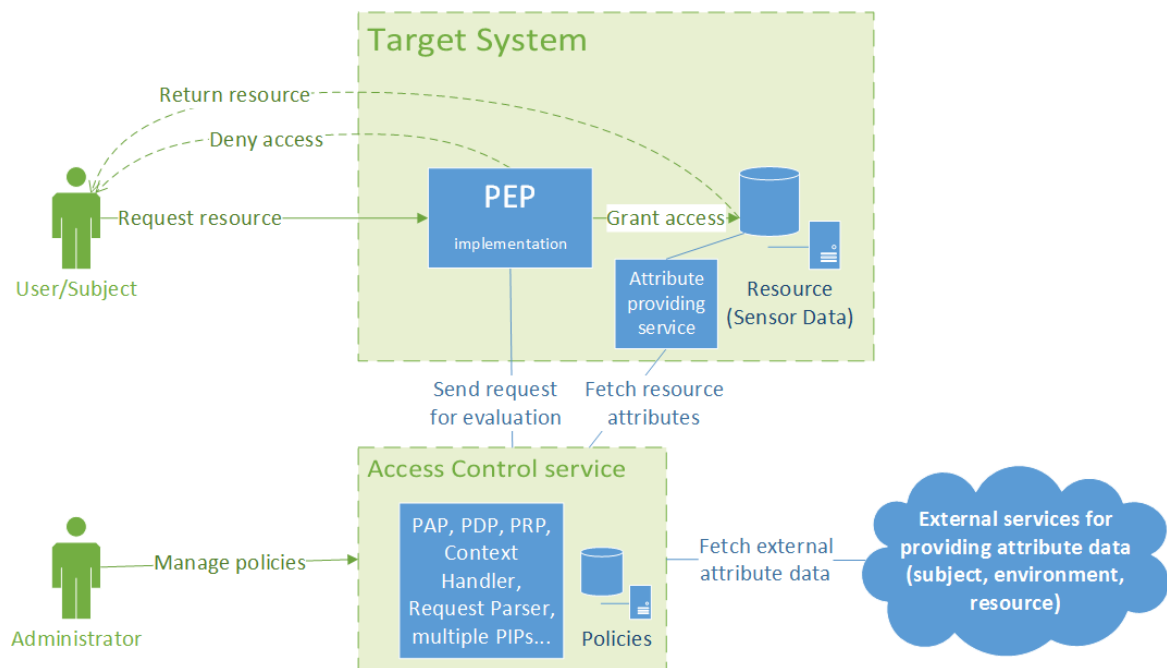 Target System
Return resource
Deny access
PEP
implementation
Request resource
Grant access
User/Subject
Attribute
providing
service
Resource
(Sensor Data)
Send request
for evaluation
Fetch resource
attributes
Access Control service
PAP, PDP, PRP,
Context
Handler,
Request Parser,
multiple PIPs...
Policies
Manage policies
Administrator
Fetch external
attribute data
External services for
providing attribute data
(subject, environment,
resource)